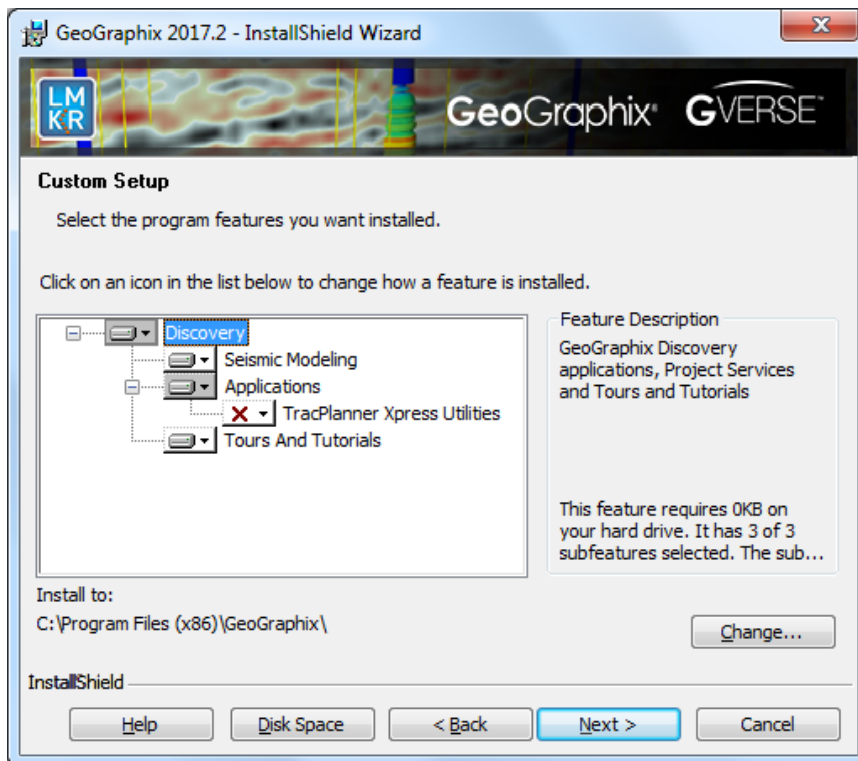 GeoGraphix 2017.2 - InstallShield Wizard
LM
KR
GeoGraphix® GVERSE™
Custom Setup
Select the program features you want installed.
Click on an icon in the list below to change how a feature is installed.
Discovery
Seismic Modeling
Applications
TracPlanner Xpress Utilities
Tours And Tutorials
Feature Description
GeoGraphix Discovery
applications, Project Services
and Tours and Tutorials
This feature requires 0KB on
your hard drive. It has 3 of 3
subfeatures selected. The sub...
Install to:
C:\Program Files (x86)\GeoGraphix\
Change...
InstallShield
Help
Disk Space
< Back
Next >
Cancel